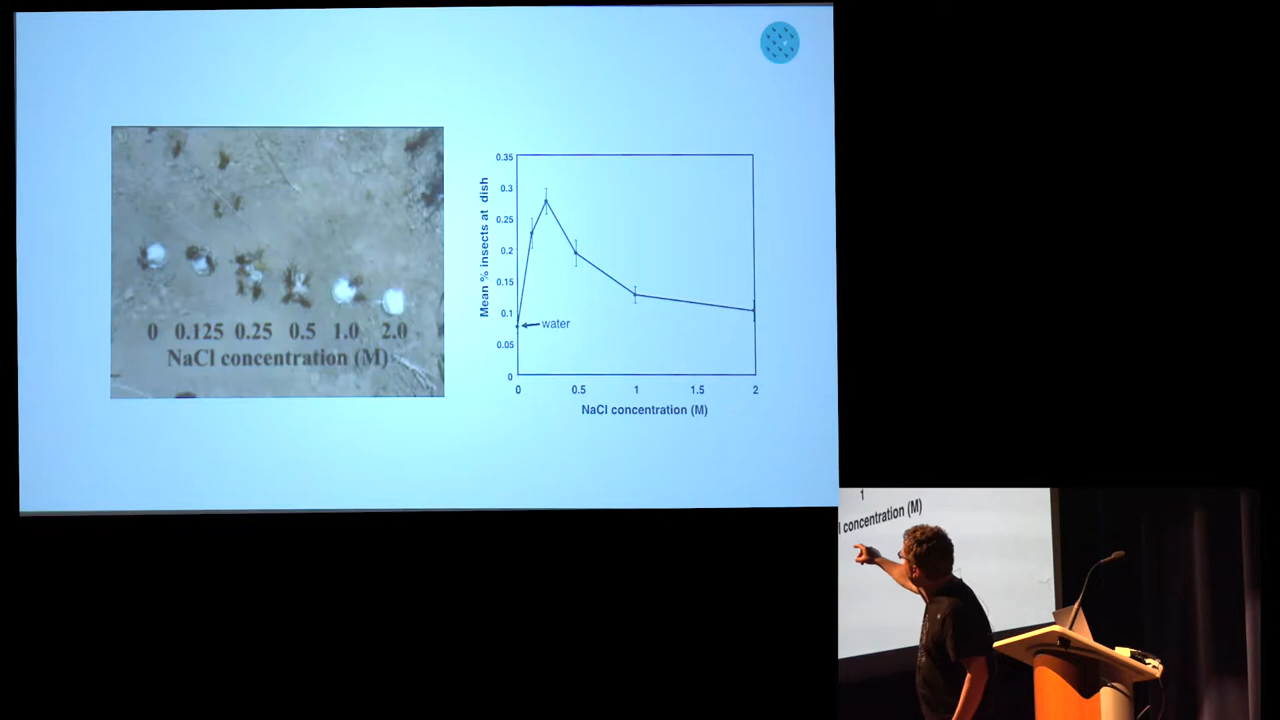 0 0.125 0.25 0.5 1.0 2.0
NaCl concentration (M)
Mean % insects at dish
0.35
0.3
0.25
0.2
0.15
0.1
0.05
0
water
0 0.5 1 1.5 2
NaCl concentration (M)
1
l concentration (M)